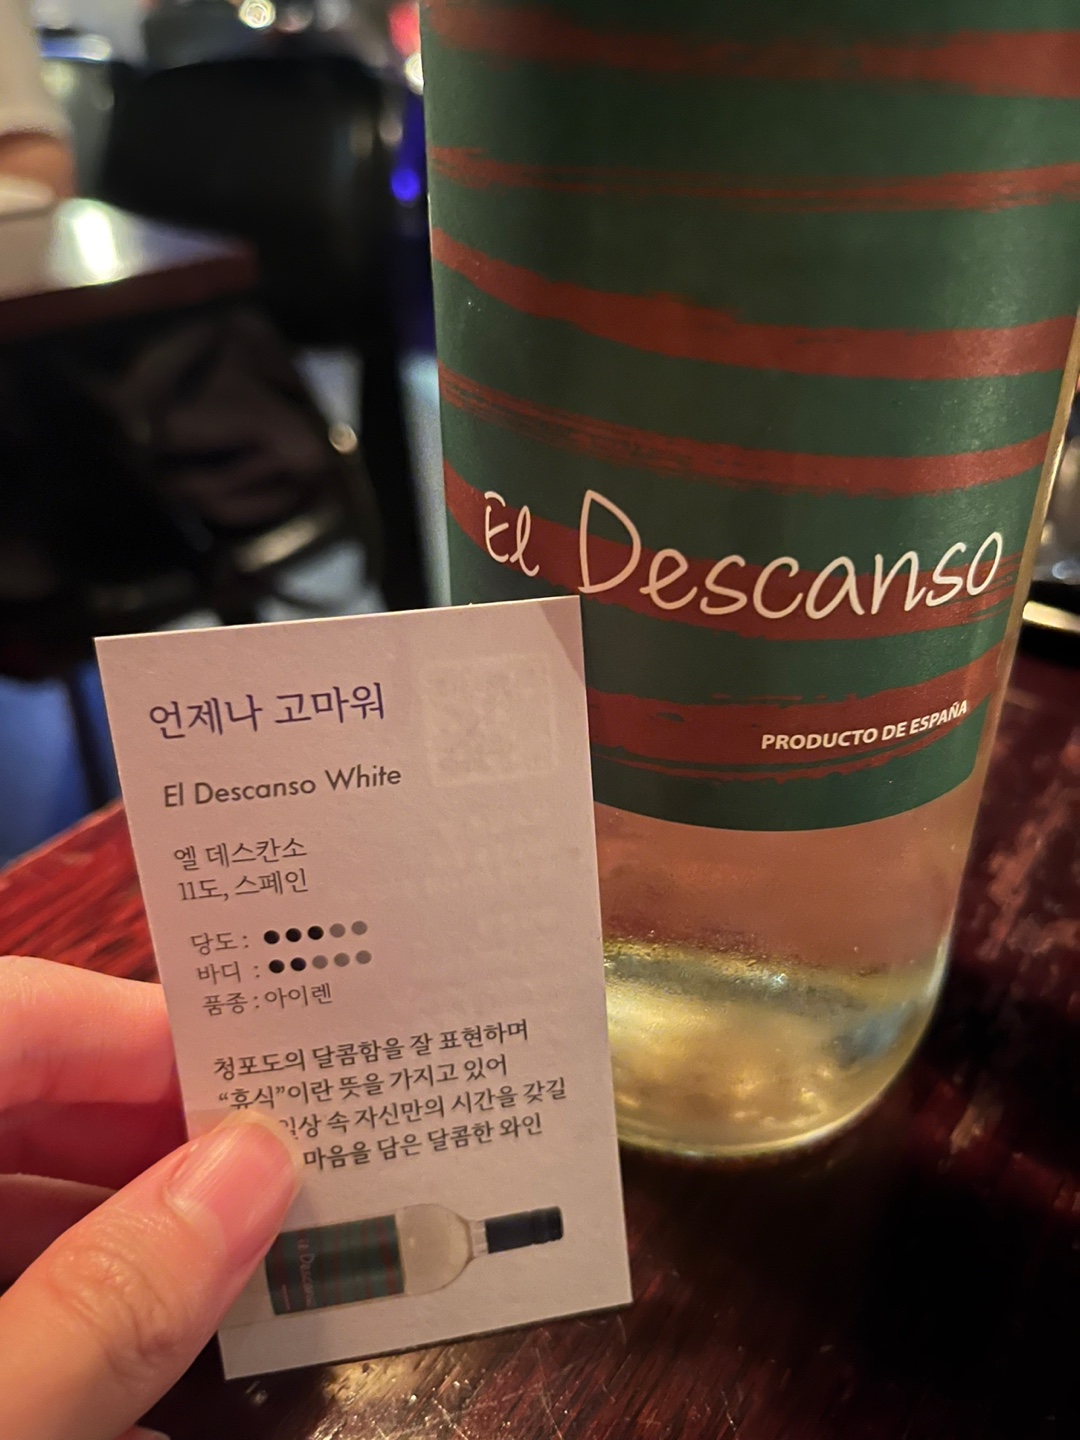 El Descanso
PRODUCTO DE ESPAÑA
언제나 고마워
El Descanso White
엘 데스칸소
11도, 스페인
당도 :
바디 :
품종 : 아이렌
청포도의 달콤함을 잘 표현하며
“휴식”이란 뜻을 가지고 있어
일상 속 자신만의 시간을 갖길
마음을 담은 달콤한 와인
El Descanso